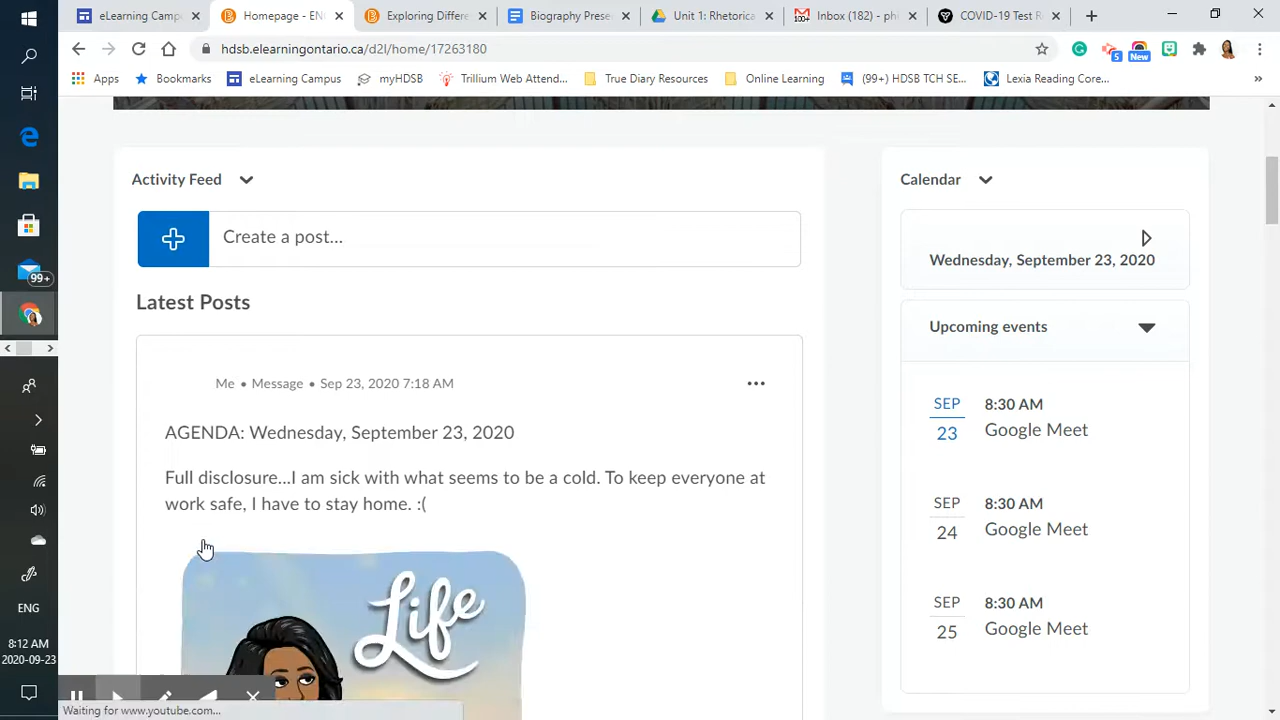 eLearning Camp
Homepage - EN
Exploring Differ
Biography Prese
Unit 1: Rhetorica
Inbox (182) - ph
COVID-19 Test R
hdsb.elearningontario.ca/d2l/home/17263180
5
New
Apps
Bookmarks
eLearning Campus
myHDSB
Trillium Web Attend...
True Diary Resources
Online Learning
(99+) HDSB TCH SE...
Lexia Reading Core...
»
Activity Feed
Calendar
Create a post...
Wednesday, September 23, 2020
Latest Posts
Upcoming events
Me • Message • Sep 23, 2020 7:18 AM
AGENDA: Wednesday, September 23, 2020
Full disclosure...I am sick with what seems to be a cold. To keep everyone at
work safe, I have to stay home. :(
Life
SEP
23
8:30 AM
Google Meet
SEP
24
8:30 AM
Google Meet
SEP
25
8:30 AM
Google Meet
99+
ENG
8:12 AM
2020-09-23
Waiting for www.youtube.com...